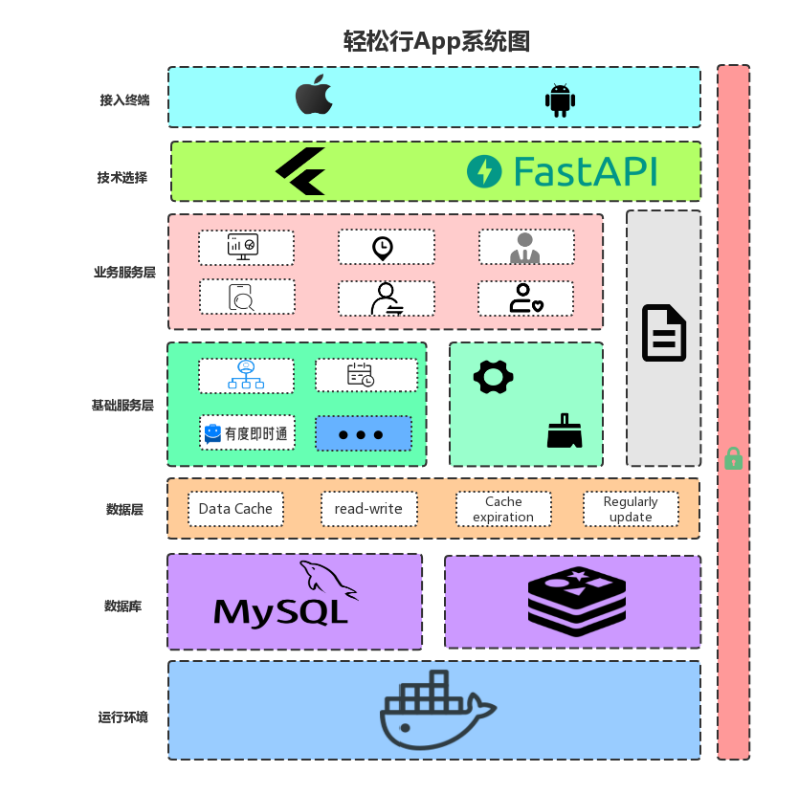 轻松行App系统图
接入终端
技术选择
FastAPI
业务服务层
基础服务层
有度即时通
数据层
Data Cache
read-write
Cache
expiration
Regularly
update
数据库
MySQL
运行环境